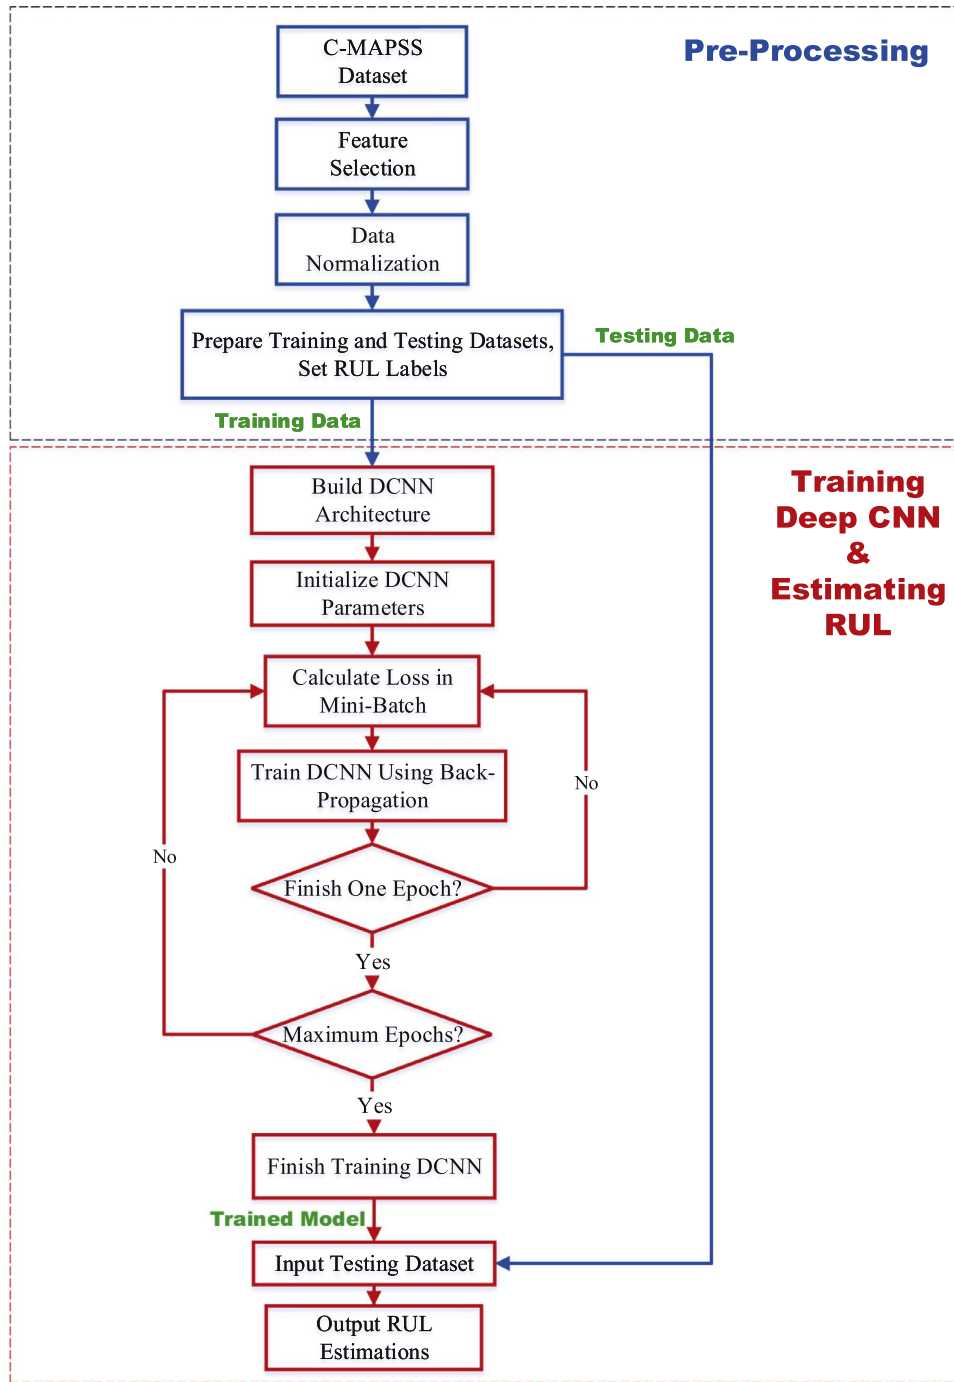 C-MAPSS
Dataset
Pre-Processing
Feature
Selection
Data
Normalization
Prepare Training and Testing Datasets,
Set RUL Labels
Testing Data
Training Data
Build DCNN
Architecture
Training
Deep CNN
&
Estimating
RUL
Initialize DCNN
Parameters
Calculate Loss in
Mini-Batch
Train DCNN Using Back-
Propagation
No
No
Finish One Epoch?
Yes
Maximum Epochs?
Yes
Finish Training DCNN
Trained Model
Input Testing Dataset
Output RUL
Estimations